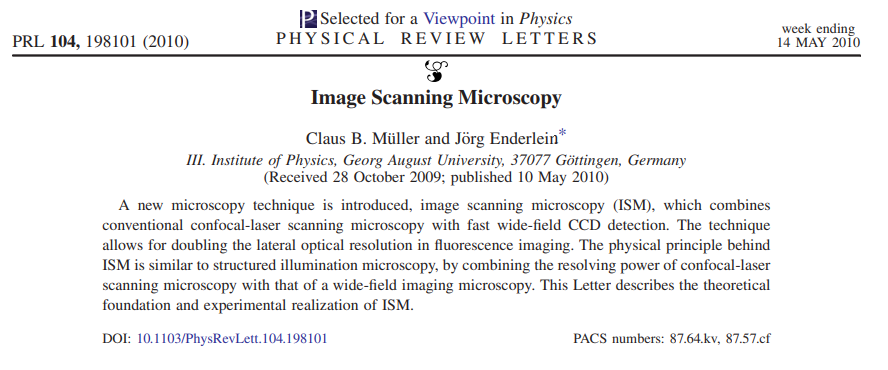 Selected for a Viewpoint in Physics
PRL 104, 198101 (2010)
PHYSICAL REVIEW LETTERS
week ending
14 MAY 2010
Image Scanning Microscopy
Claus B. Müller and Jörg Enderlein*
III. Institute of Physics, Georg August University, 37077 Göttingen, Germany
(Received 28 October 2009; published 10 May 2010)
A new microscopy technique is introduced, image scanning microscopy (ISM), which combines
conventional confocal-laser scanning microscopy with fast wide-field CCD detection. The technique
allows for doubling the lateral optical resolution in fluorescence imaging. The physical principle behind
ISM is similar to structured illumination microscopy, by combining the resolving power of confocal-laser
scanning microscopy with that of a wide-field imaging microscopy. This Letter describes the theoretical
foundation and experimental realization of ISM.
DOI: 10.1103/PhysRevLett.104.198101
PACS numbers: 87.64.kv, 87.57.cf